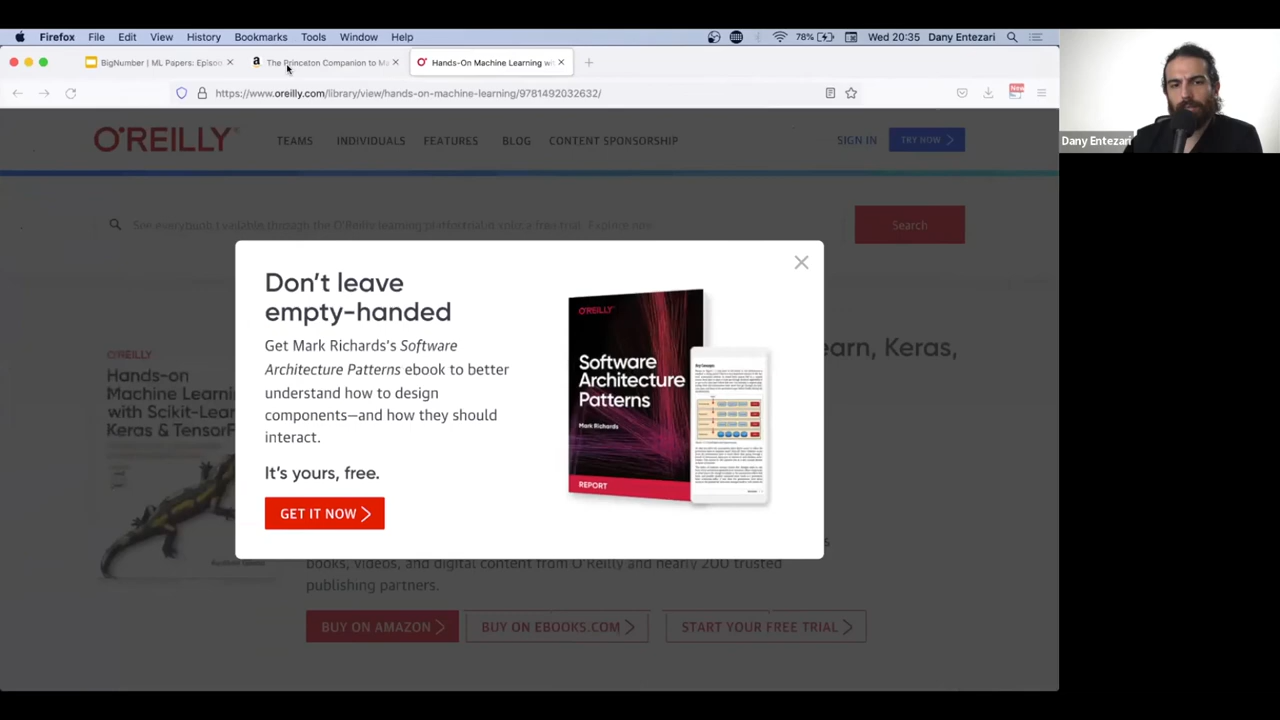 Firefox File Edit View History Bookmarks Tools Window Help 78% Wed 20:35 Dany Entezari
BigNumber | ML Papers: Episo
The Princeton Companion to Ma
Hands-On Machine Learning wi
https://www.oreilly.com/library/view/hands-on-machine-learning/9781492032632/
New
O'REILLY
TEAMS INDIVIDUALS FEATURES BLOG CONTENT SPONSORSHIP
SIGN IN TRY NOW
Search
Dany Entezari
Don't leave
empty-handed
Get Mark Richards's Software
Architecture Patterns ebook to better
understand how to design
components—and how they should
interact.
It's yours, free.
GET IT NOW
O'REILLY
Software
Architecture
Patterns
Mark Richards
REPORT
Key Concepts
earn, Keras,
O'REILLY
Hands-on
Machine Learning
with Scikit-Lear
Keras & TensorF
books, videos, and digital content from O'Reilly and nearly 200 trusted
publishing partners.
BUY ON AMAZON
BUY ON EBOOKS.COM
START YOUR FREE TRIAL